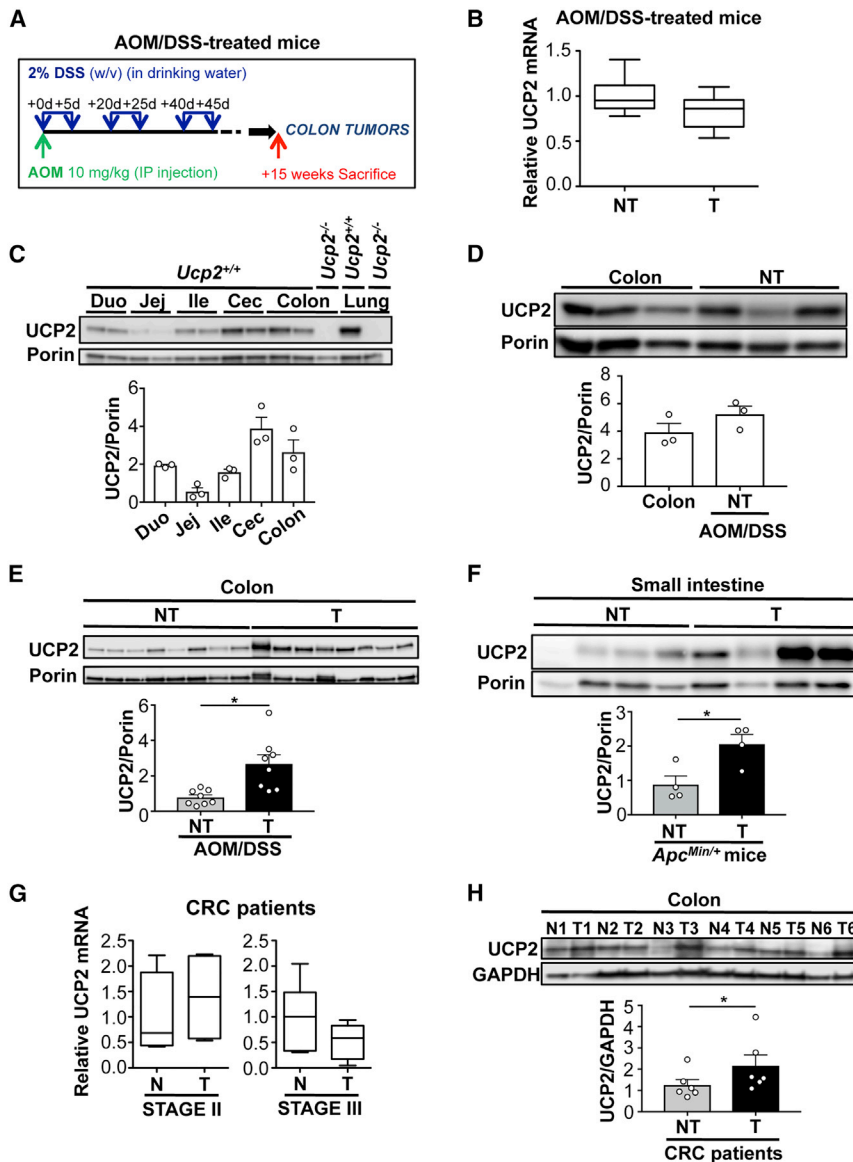 A
AOM/DSS-treated mice
2% DSS (w/v) (in drinking water)
+0d +5d +20d +25d +40d +45d
COLON TUMORS
AOM 10 mg/kg (IP injection)
+15 weeks Sacrifice
B
AOM/DSS-treated mice
Relative UCP2 mRNA
1.5
1.0
0.5
0.0
NT T
C
Ucp2+/+ Ucp2-/- Ucp2+/+ Ucp2-/-
Duo Jej Ile Cec Colon Lung
UCP2
Porin
UCP2/Porin
6
4
2
0
Duo Jej Ile Cec Colon
D
Colon NT
UCP2
Porin
UCP2/Porin
8
6
4
2
0
Colon NT
AOM/DSS
E
Colon
NT T
UCP2
Porin
UCP2/Porin
6
4
2
0
*
NT T
AOM/DSS
F
Small intestine
NT T
UCP2
Porin
UCP2/Porin
3
2
1
0
*
NT T
ApcMin/+ mice
G
CRC patients
Relative UCP2 mRNA
2.5
2.0
1.5
1.0
0.5
0.0
N T
STAGE II
2.5
2.0
1.5
1.0
0.5
0.0
N T
STAGE III
H
Colon
N1 T1 N2 T2 N3 T3 N4 T4 N5 T5 N6 T6
UCP2
GAPDH
UCP2/GAPDH
5
4
3
2
1
0
*
NT T
CRC patients